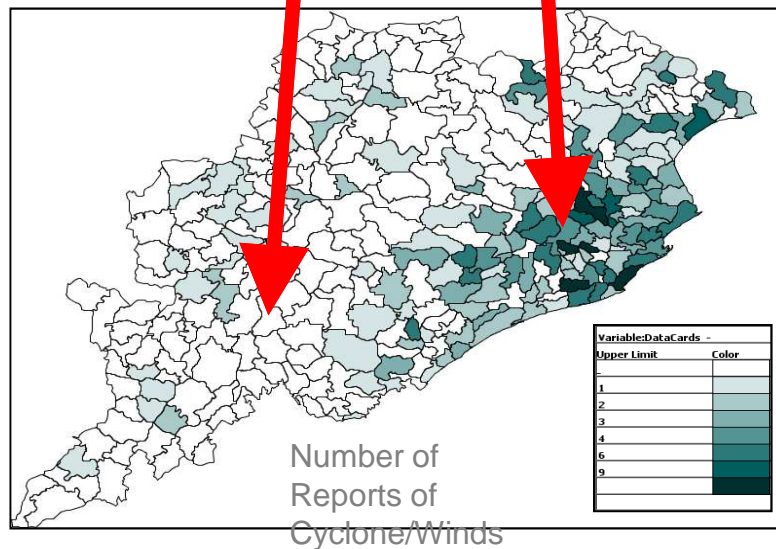 Variable:DataCards -
Upper Limit Color
-
1
2
3
4
6
9
Number of
Reports of
Cyclone/Winds